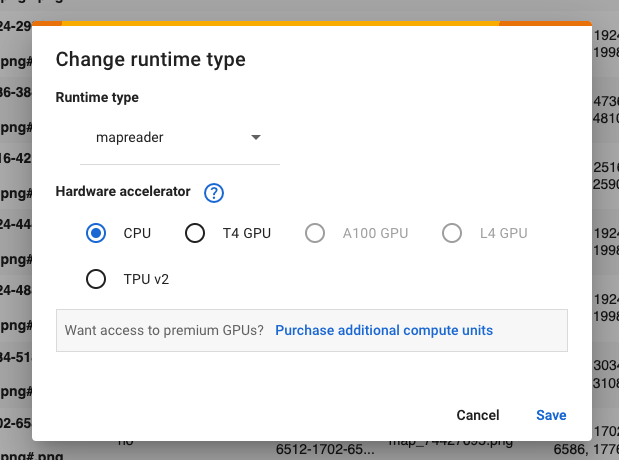 24-29
1924
.png#
1998
Change runtime type
Runtime type
36-38
4736
.png#
mapreader
4810
16-42
2516
.png#
Hardware accelerator ?
2590
24-44
CPU T4 GPU A100 GPU L4 GPU
1924
.png#
1998
TPU v2
24-48
1924
.png#
Want access to premium GPUs? Purchase additional compute units
1998
34-51
3034
.png#
3108
02-65
Cancel Save
1702
no
6512-1702-65...
map_74427693.png
6586, 1776
.png#.png